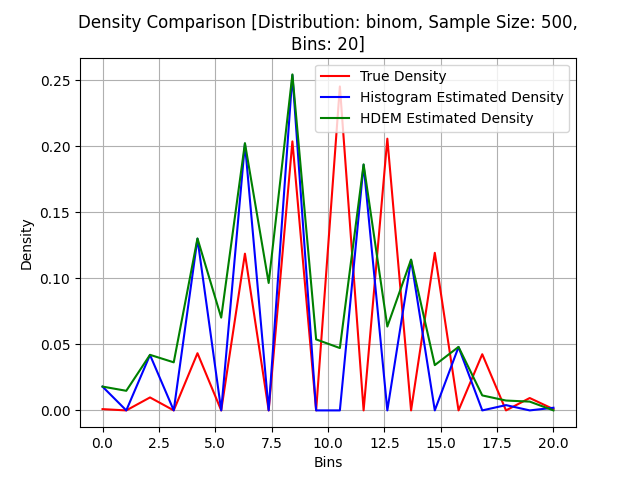 Density Comparison [Distribution: binom, Sample Size: 500,
Bins: 20]
True Density
Histogram Estimated Density
HDEM Estimated Density
Density
0.25
0.20
0.15
0.10
0.05
0.00
0.0 2.5 5.0 7.5 10.0 12.5 15.0 17.5 20.0
Bins